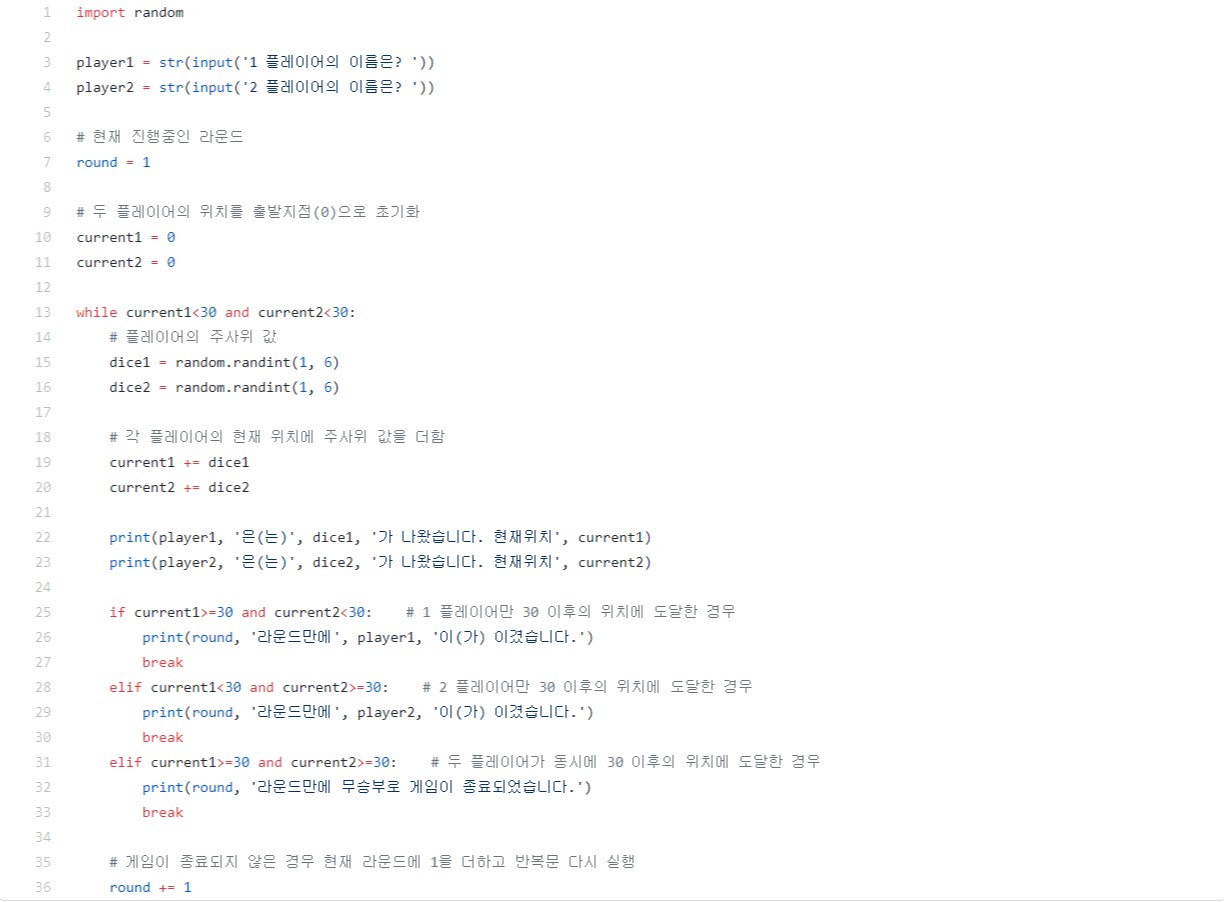 1 import random
2
3 player1 = str(input('1 플레이어의 이름은? '))
4 player2 = str(input('2 플레이어의 이름은? '))
5
6 # 현재 진행중인 라운드
7 round = 1
8
9 # 두 플레이어의 위치를 출발지점(0)으로 초기화
10 current1 = 0
11 current2 = 0
12
13 while current1<30 and current2<30:
14     # 플레이어의 주사위 값
15     dice1 = random.randint(1, 6)
16     dice2 = random.randint(1, 6)
17
18     # 각 플레이어의 현재 위치에 주사위 값을 더함
19     current1 += dice1
20     current2 += dice2
21
22     print(player1, '은(는)', dice1, '가 나왔습니다. 현재위치', current1)
23     print(player2, '은(는)', dice2, '가 나왔습니다. 현재위치', current2)
24
25     if current1>=30 and current2<30:    # 1 플레이어만 30 이후의 위치에 도달한 경우
26         print(round, '라운드만에', player1, '이(가) 이겼습니다.')
27         break
28     elif current1<30 and current2>=30:    # 2 플레이어만 30 이후의 위치에 도달한 경우
29         print(round, '라운드만에', player2, '이(가) 이겼습니다.')
30         break
31     elif current1>=30 and current2>=30:    # 두 플레이어가 동시에 30 이후의 위치에 도달한 경우
32         print(round, '라운드만에 무승부로 게임이 종료되었습니다.')
33         break
34
35     # 게임이 종료되지 않은 경우 현재 라운드에 1을 더하고 반복문 다시 실행
36     round += 1